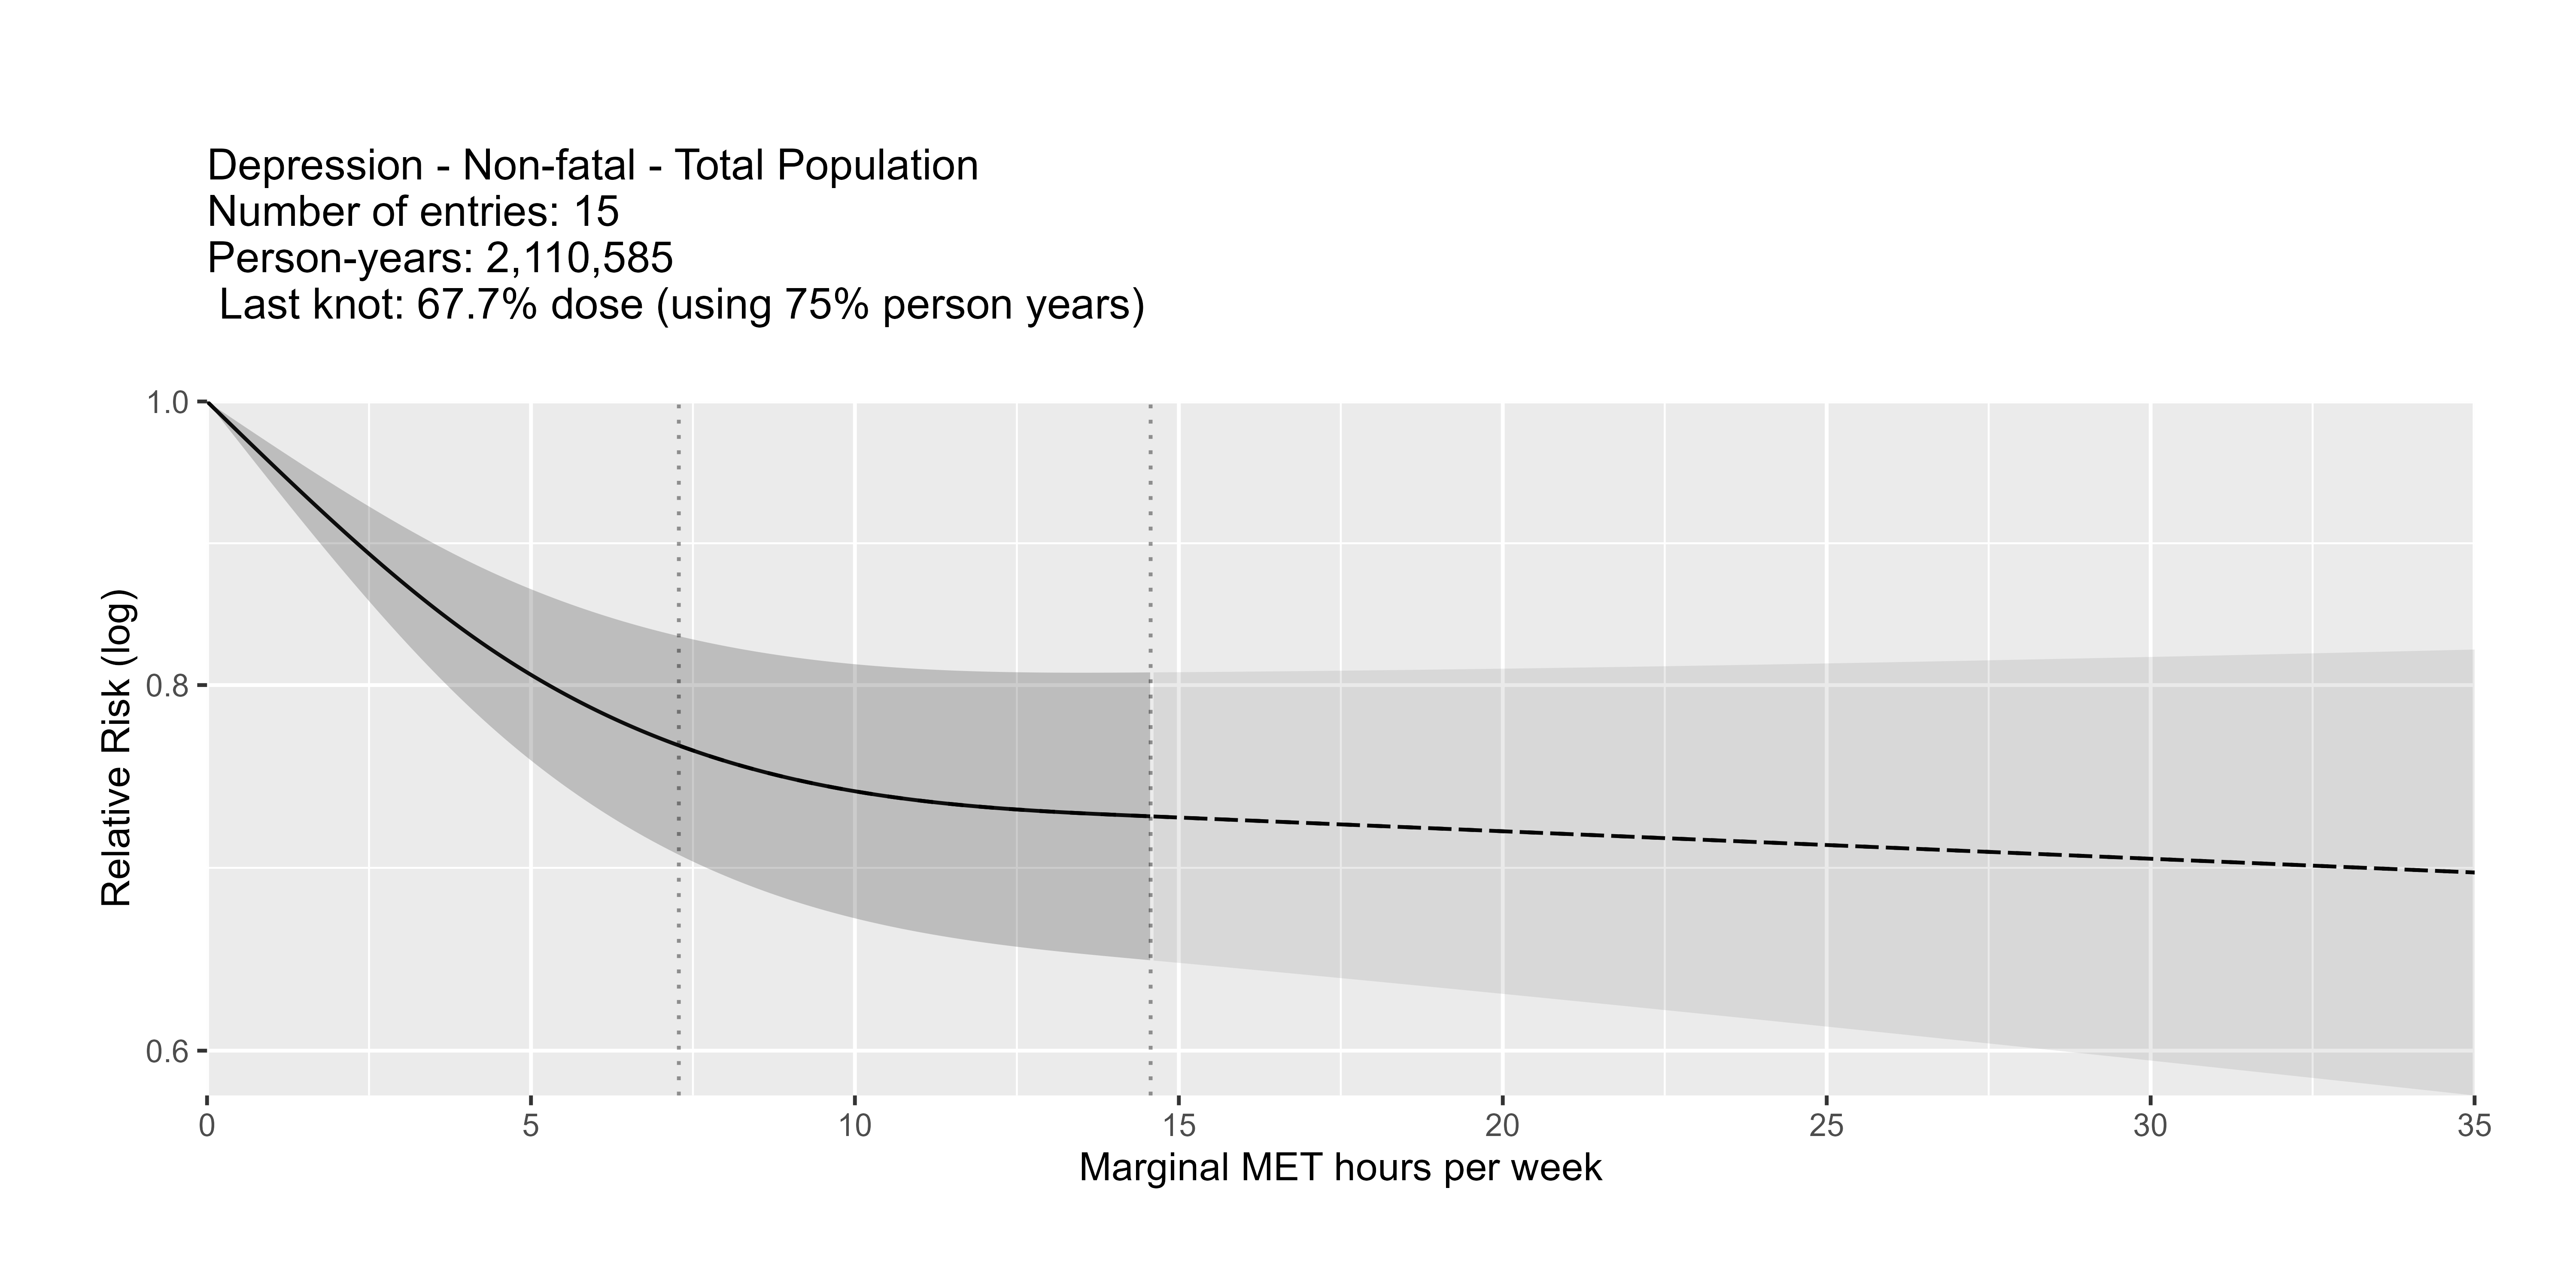 Depression - Non-fatal - Total Population
Number of entries: 15
Person-years: 2,110,585
Last knot: 67.7% dose (using 75% person years)
1.0
0.8
0.6
Relative Risk (log)
0 5 10 15 20 25 30 35
Marginal MET hours per week